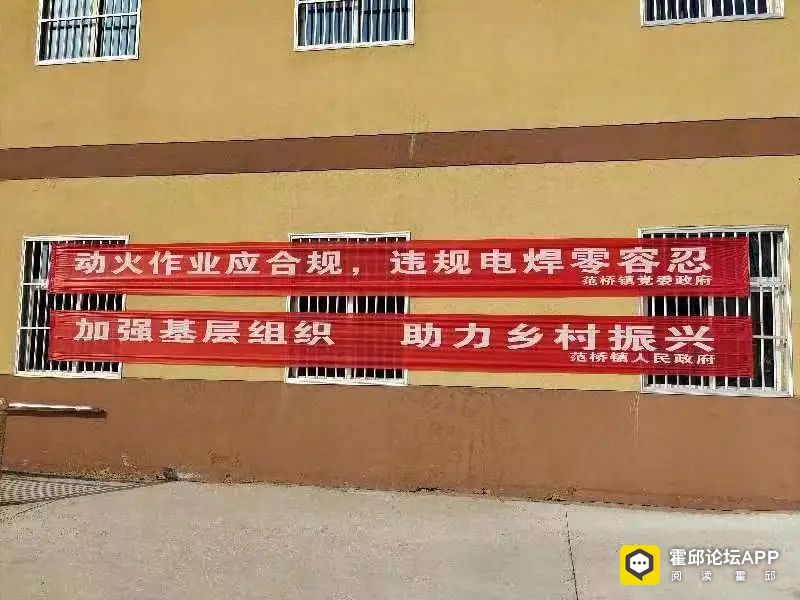 动火作业应合规，违规电焊零容忍
范桥镇党委政府
加强基层组织 助力乡村振兴
范桥镇人民政府
霍邱论坛APP
阅读霍邱